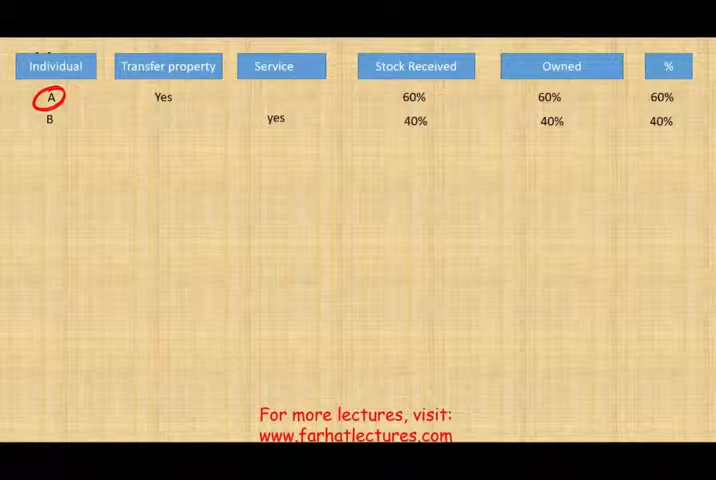 Individual Transfer property Service Stock Received Owned %
A Yes 60% 60% 60%
B yes 40% 40% 40%
For more lectures, visit:
www.farhatlectures.com